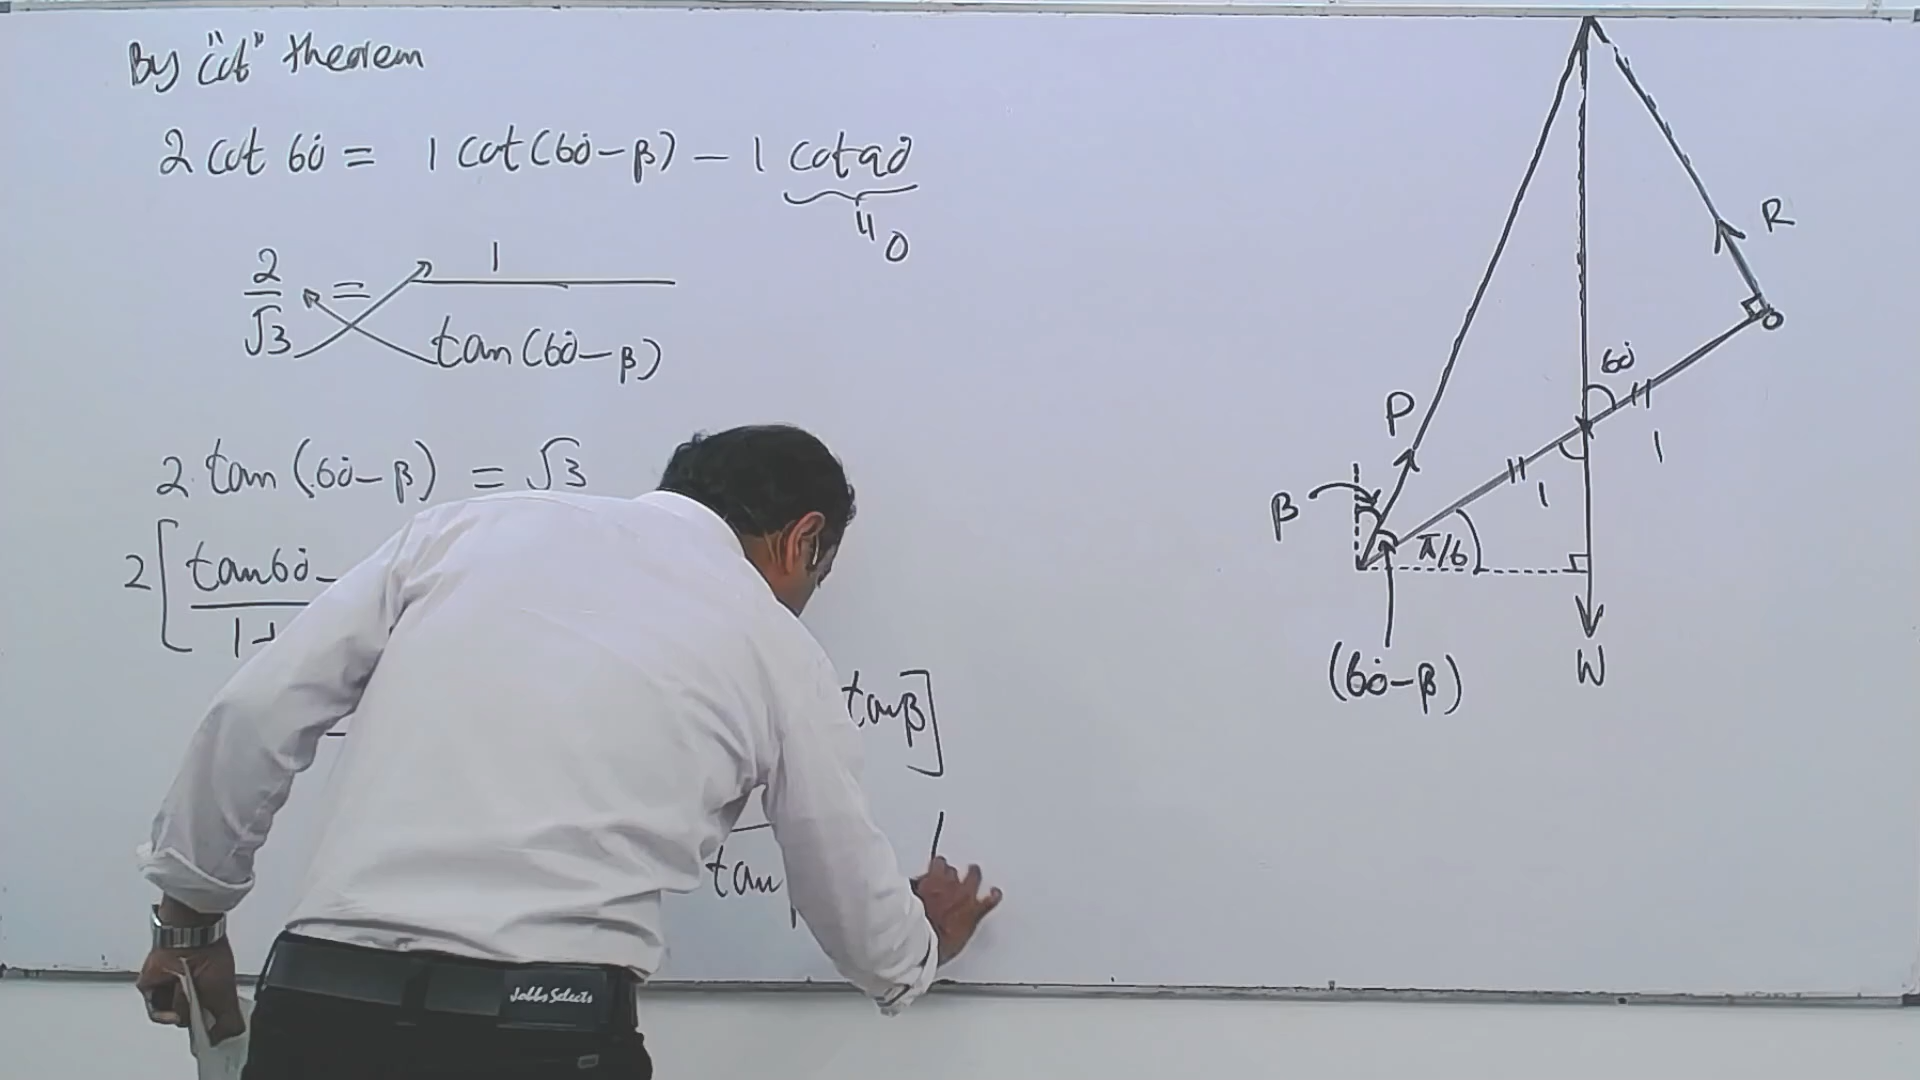 By "cot" theorem
2 cot 60° = 1 cot(60°-β) - 1 cot 90°
"0
2/√3 = 1/tan(60°-β)
2 tan (60°-β) = √3
2[tan60°-
1+
tanβ]
tan
R
60°
P
1
1
β
π/6
(60°-β)
W
Jobbs Selects